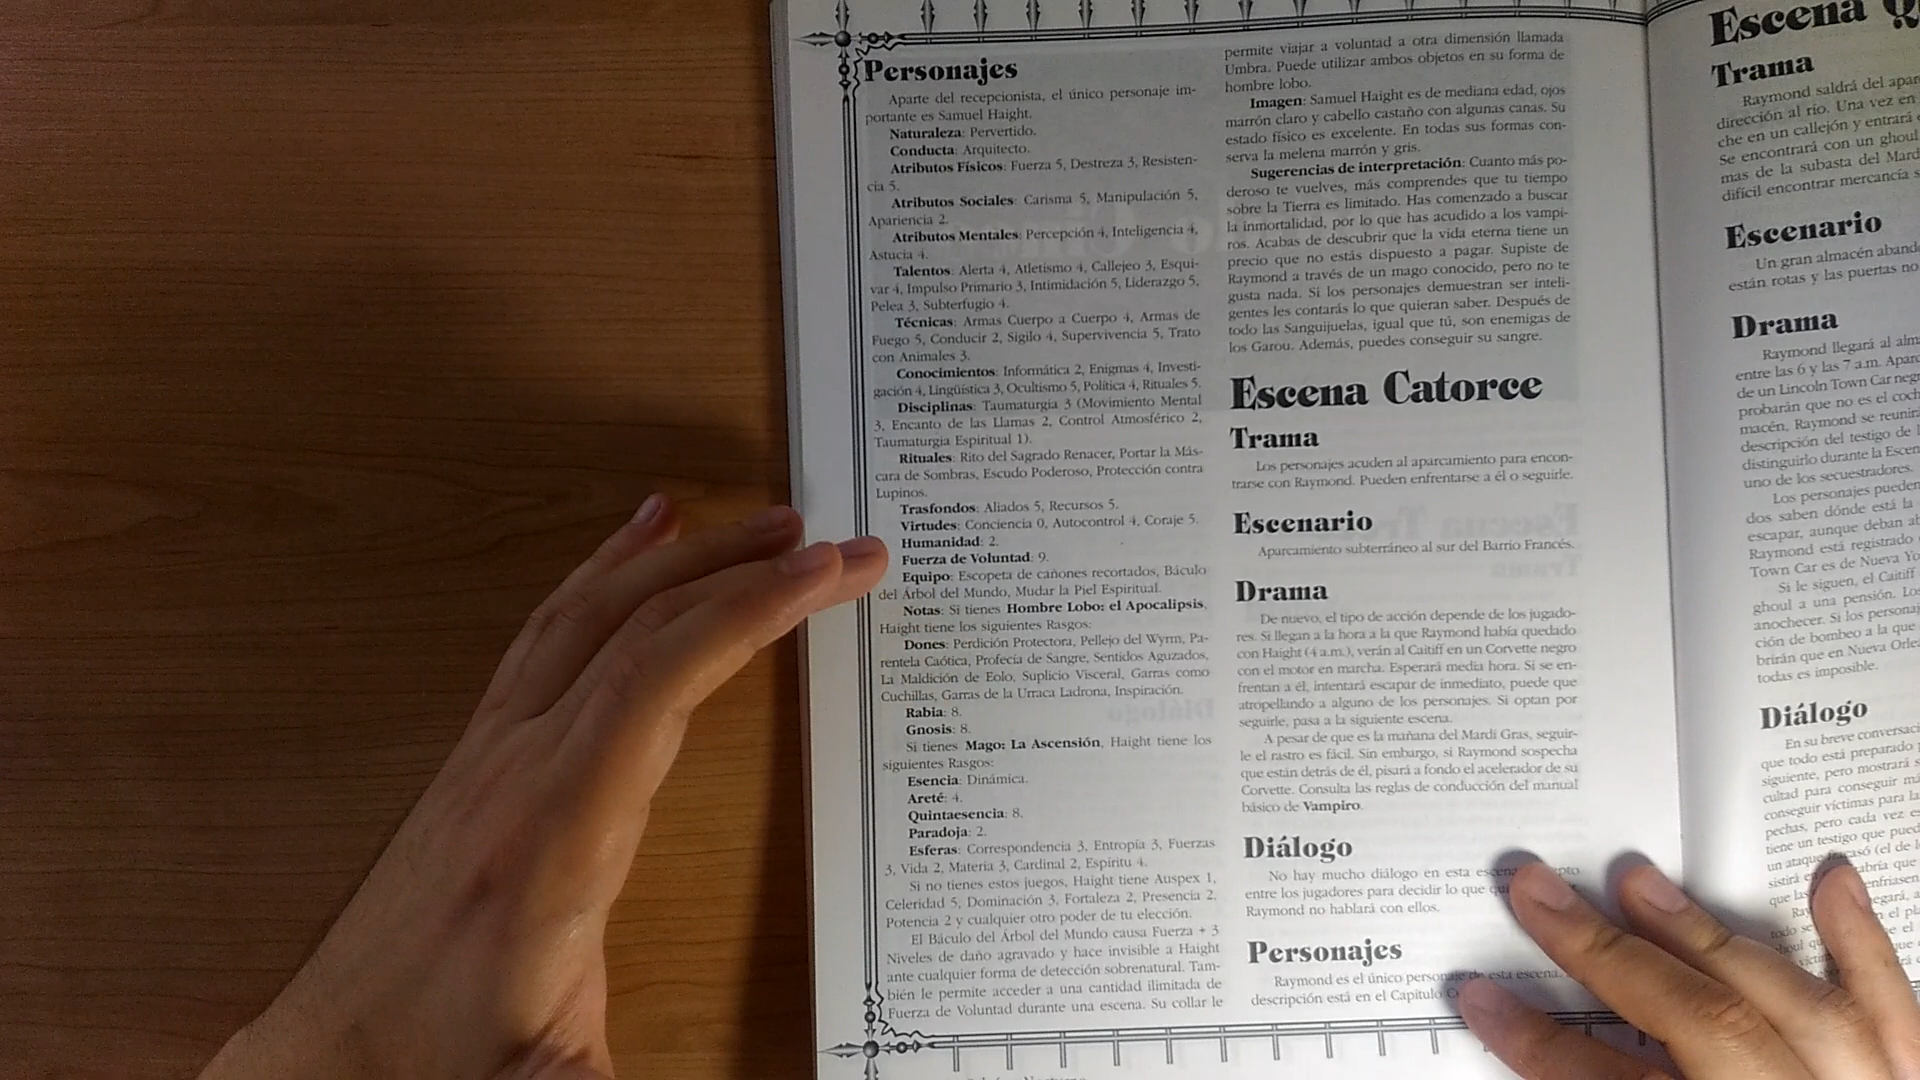 Personajes
Aparte del recepcionista, el único personaje im-
portante es Samuel Haight.
Naturaleza: Pervertido.
Conducta: Arquitecto.
Atributos Físicos: Fuerza 5, Destreza 3, Resisten-
cia 5.
Atributos Sociales: Carisma 5, Manipulación 5,
Apariencia 2.
Atributos Mentales: Percepción 4, Inteligencia 4,
Astucia 4.
Talentos: Alerta 4, Atletismo 4, Callejeo 3, Esqui-
var 4, Impulso Primario 3, Intimidación 5, Liderazgo 5,
Pelea 3, Subterfugio 4.
Técnicas: Armas Cuerpo a Cuerpo 4, Armas de
Fuego 5, Conducir 2, Sigilo 4, Supervivencia 5, Trato
con Animales 3.
Conocimientos: Informática 2, Enigmas 4, Investi-
gación 4, Lingüística 3, Ocultismo 5, Política 4, Rituales 5.
Disciplinas: Taumaturgia 3 (Movimiento Mental
3, Encanto de las Llamas 2, Control Atmosférico 2,
Taumaturgia Espiritual 1).
Rituales: Rito del Sagrado Renacer, Portar la Más-
cara de Sombras, Escudo Poderoso, Protección contra
Lupinos.
Trasfondos: Aliados 5, Recursos 5.
Virtudes: Conciencia 0, Autocontrol 4, Coraje 5.
Humanidad: 2.
Fuerza de Voluntad: 9.
Equipo: Escopeta de cañones recortados, Báculo
del Árbol del Mundo, Mudar la Piel Espiritual.
Notas: Si tienes Hombre Lobo: el Apocalipsis,
Haight tiene los siguientes Rasgos:
Dones: Perdición Protectora, Pellejo del Wyrm, Pa-
rentela Caótica, Profecía de Sangre, Sentidos Aguzados,
La Maldición de Eolo, Suplicio Visceral, Garras como
Cuchillas, Garras de la Urraca Ladrona, Inspiración.
Rabia: 8.
Gnosis: 8.
Si tienes Mago: La Ascensión, Haight tiene los
siguientes Rasgos:
Esencia: Dinámica.
Areté: 4.
Quintaesencia: 8.
Paradoja: 2.
Esferas: Correspondencia 3, Entropía 3, Fuerzas
3, Vida 2, Materia 3, Cardinal 2, Espíritu 4.
Si no tienes estos juegos, Haight tiene Auspex 1,
Celeridad 5, Dominación 3, Fortaleza 2, Presencia 2,
Potencia 2 y cualquier otro poder de tu elección.
El Báculo del Árbol del Mundo causa Fuerza + 3
Niveles de daño agravado y hace invisible a Haight
ante cualquier forma de detección sobrenatural. Tam-
bién le permite acceder a una cantidad ilimitada de
Fuerza de Voluntad durante una escena. Su collar le
permite viajar a voluntad a otra dimensión llamada
Umbra. Puede utilizar ambos objetos en su forma de
hombre lobo.
Imagen: Samuel Haight es de mediana edad, ojos
marrón claro y cabello castaño con algunas canas. Su
estado físico es excelente. En todas sus formas con-
serva la melena marrón y gris.
Sugerencias de interpretación: Cuanto más po-
deroso te vuelves, más comprendes que tu tiempo
sobre la Tierra es limitado. Has comenzado a buscar
la inmortalidad, por lo que has acudido a los vampi-
ros. Acabas de descubrir que la vida eterna tiene un
precio que no estás dispuesto a pagar. Supiste de
Raymond a través de un mago conocido, pero no te
gusta nada. Si los personajes demuestran ser inteli-
gentes les contarás lo que quieran saber. Después de
todo las Sanguijuelas, igual que tú, son enemigas de
los Garou. Además, puedes conseguir su sangre.
Escena Catorce
Trama
Los personajes acuden al aparcamiento para encon-
trarse con Raymond. Pueden enfrentarse a él o seguirle.
Escenario
Aparcamiento subterráneo al sur del Barrio Francés.
Drama
De nuevo, el tipo de acción depende de los jugado-
res. Si llegan a la hora a la que Raymond había quedado
con Haight (4 a.m.), verán al Caitiff en un Corvette negro
con el motor en marcha. Esperará media hora. Si se en-
frentan a él, intentará escapar de inmediato, puede que
atropellando a alguno de los personajes. Si optan por
seguirle, pasa a la siguiente escena.
A pesar de que es la mañana del Mardi Gras, seguir-
le el rastro es fácil. Sin embargo, si Raymond sospecha
que están detrás de él, pisará a fondo el acelerador de su
Corvette. Consulta las reglas de conducción del manual
básico de Vampiro.
Diálogo
No hay mucho diálogo en esta
entre los jugadores para decidir lo que
Raymond no hablará con ellos.
Personajes
Raymond es el único personaje de esta escena.
descripción está en el Capítulo
Escena
Trama
Raymond saldrá del
dirección al río. Una vez en
che en un callejón y entrará
Se encontrará con un ghoul
mas de la subasta del
difícil encontrar mercancía
Escenario
Un gran almacén
están rotas y las puertas no
Drama
Raymond llegará al
entre las 6 y las 7 a.m.
de un Lincoln Town Car
probarán que no es el
macén, Raymond se
descripción del testigo de
distinguirlo durante la
uno de los secuestradores.
Los personajes pueden
dos saben dónde está la
escapar, aunque deban
Raymond está registrado
Town Car es de Nueva
Si le siguen, el Caitiff
ghoul a una pensión.
anochecer. Si los
ción de bombeo a la que
brirán que en Nueva
todas es imposible.
Diálogo
En su breve
que todo está preparado
siguiente, pero mostrará
cultad para conseguir
conseguir víctimas para
pechas, pero cada vez
tiene un testigo que
un ataque fracasó (el de